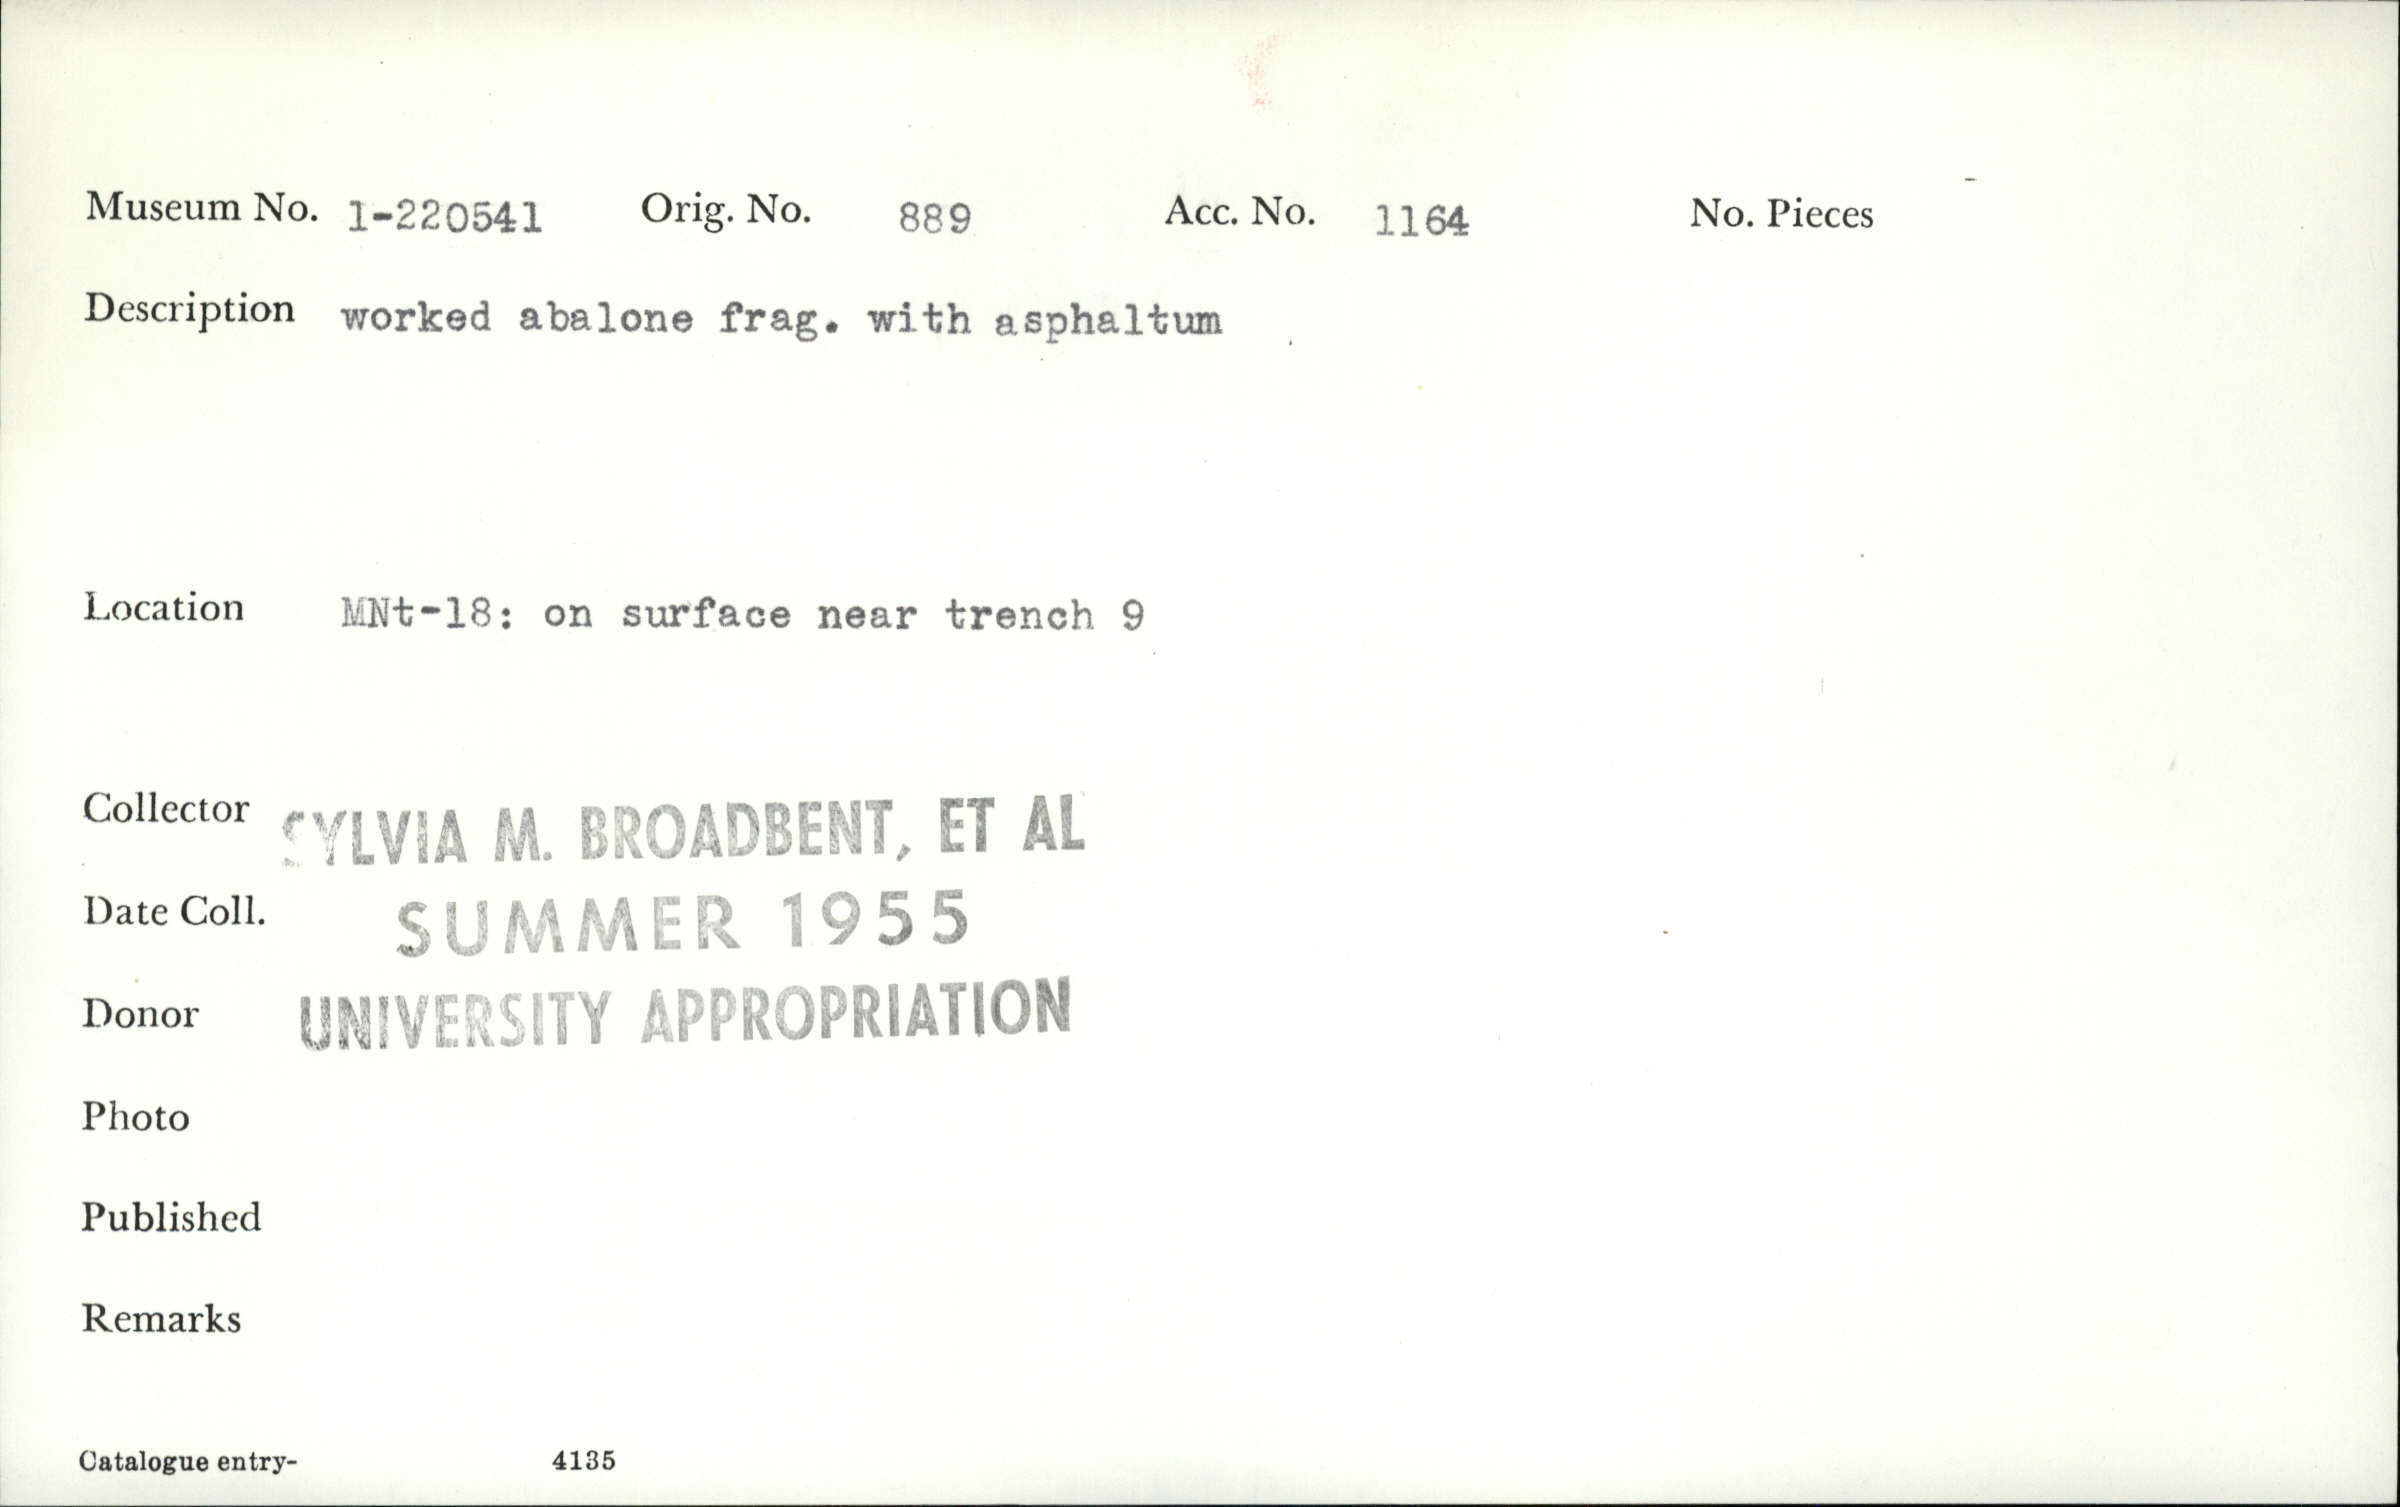 Museum No. 1-220541 Orig. No. 889 Acc. No. 1164 No. Pieces
Description worked abalone frag. with asphaltum
Location MNt-18: on surface near trench 9
Collector SYLVIA M. BROADBENT, ET AL
Date Coll. SUMMER 1955
Donor UNIVERSITY APPROPRIATION
Photo
Published
Remarks
Catalogue entry- 4135